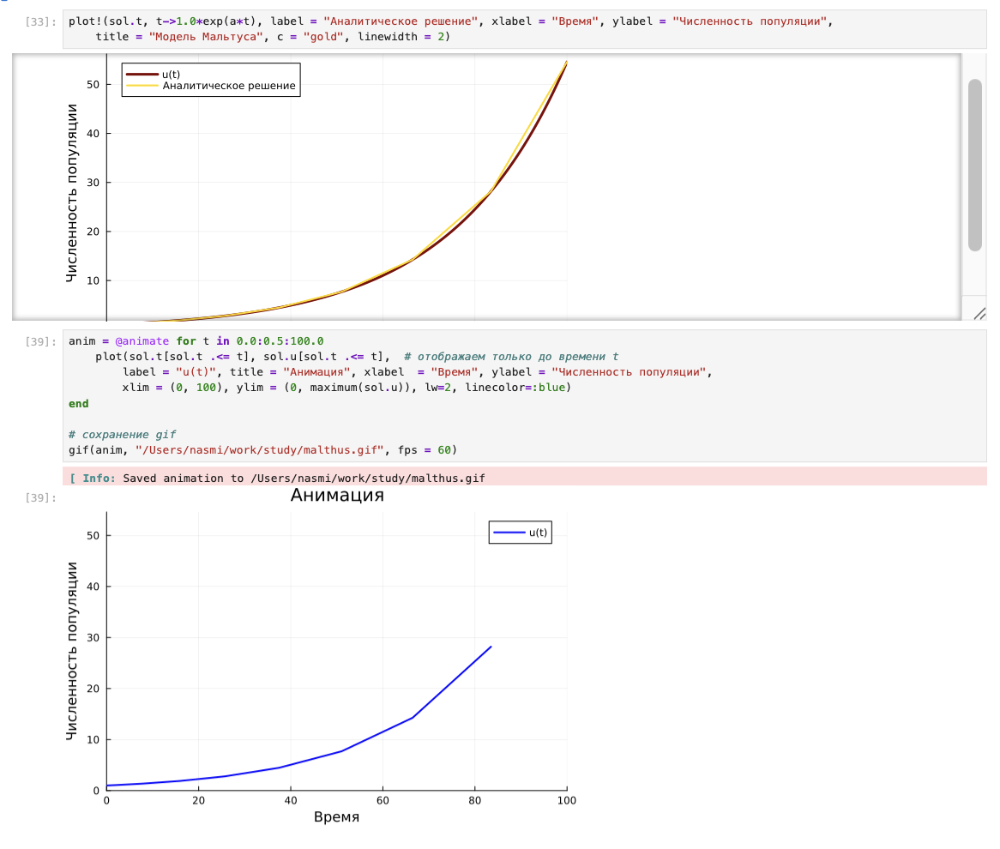 [33]: plot!(sol.t, t->1.0*exp(a*t), label = "Аналитическое решение", xlabel = "Время", ylabel = "Численность популяции",
title = "Модель Мальтуса", c = "gold", linewidth = 2)
u(t)
Аналитическое решение
Численность популяции
50
40
30
20
10
[39]: anim = @animate for t in 0.0:0.5:100.0
plot(sol.t[sol.t .<= t], sol.u[sol.t .<= t], # отображаем только до времени t
label = "u(t)", title = "Анимация", xlabel  = "Время", ylabel = "Численность популяции",
xlim = (0, 100), ylim = (0, maximum(sol.u)), lw=2, linecolor=:blue)
end
# сохранение gif
gif(anim, "/Users/nasmi/work/study/malthus.gif", fps = 60)
[ Info: Saved animation to /Users/nasmi/work/study/malthus.gif
[39]:
Анимация
u(t)
Численность популяции
50
40
30
20
10
0
0 20 40 60 80 100
Время